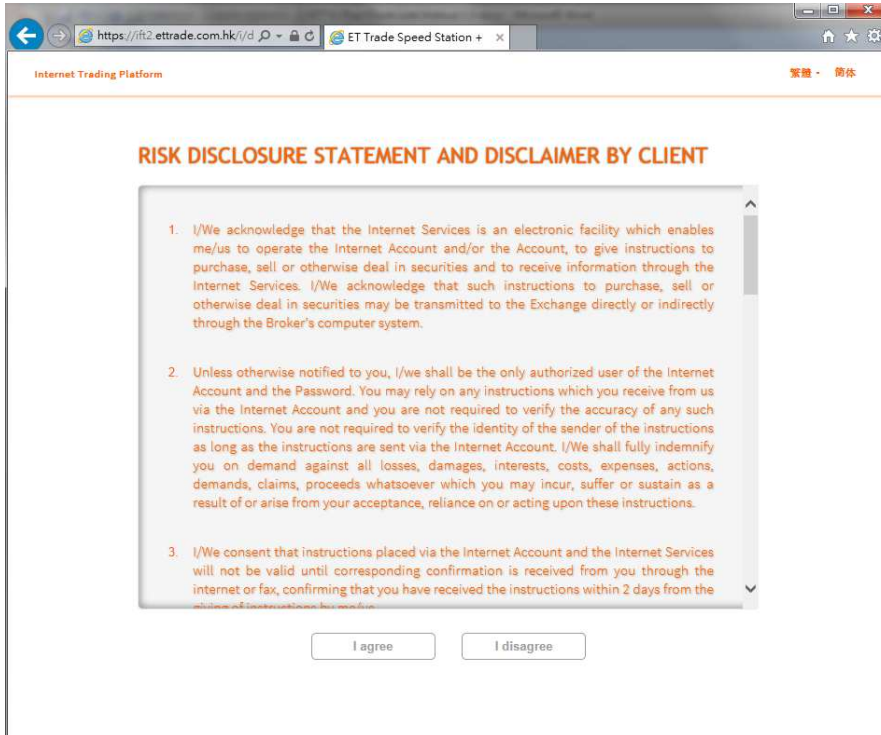 https://ift2.ettrade.com.hk/i/d
ET Trade Speed Station +
Internet Trading Platform
繁體 · 简体
RISK DISCLOSURE STATEMENT AND DISCLAIMER BY CLIENT
1. I/We acknowledge that the Internet Services is an electronic facility which enables
me/us to operate the Internet Account and/or the Account, to give instructions to
purchase, sell or otherwise deal in securities and to receive information through the
Internet Services. I/We acknowledge that such instructions to purchase, sell or
otherwise deal in securities may be transmitted to the Exchange directly or indirectly
through the Broker's computer system.
2. Unless otherwise notified to you, I/we shall be the only authorized user of the Internet
Account and the Password. You may rely on any instructions which you receive from us
via the Internet Account and you are not required to verify the accuracy of any such
instructions. You are not required to verify the identity of the sender of the instructions
as long as the instructions are sent via the Internet Account. I/We shall fully indemnify
you on demand against all losses, damages, interests, costs, expenses, actions,
demands, claims, proceeds whatsoever which you may incur, suffer or sustain as a
result of or arise from your acceptance, reliance on or acting upon these instructions.
3. I/We consent that instructions placed via the Internet Account and the Internet Services
will not be valid until corresponding confirmation is received from you through the
internet or fax, confirming that you have received the instructions within 2 days from the
giving of instructions by me/us.
I agree
I disagree